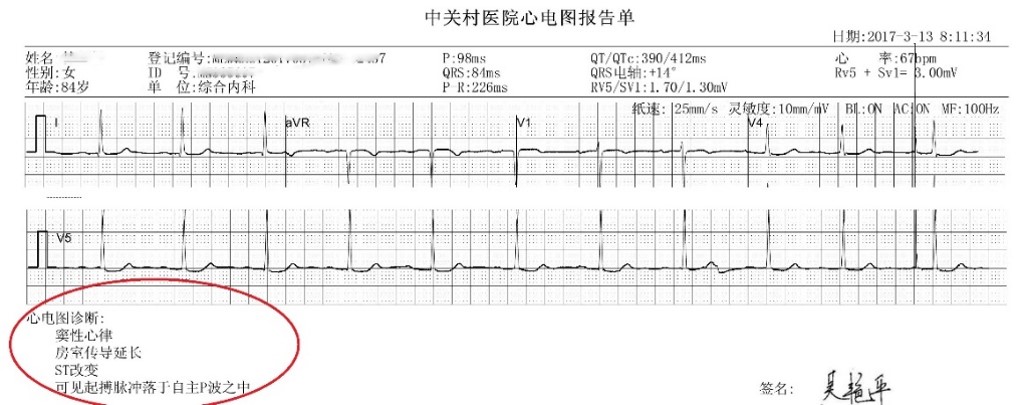 中关村医院心电图报告单
日期:2017-3-13 8:11:34
姓名 登记编号: P:98ms QT/QTc:390/412ms 心 率:67bpm
性别:女 ID 号: QRS:84ms QRS电轴:+14° Rv5 + Sv1= 3.00mV
年龄:84岁 单 位:综合内科 P R:226ms RV5/SV1:1.70/1.30mV
纸速: 25mm/s 灵敏度:10mm/mV BL:ON AC:ON MF:100Hz
I aVR V1 V4
V5
心电图诊断:
窦性心律
房室传导延长
ST改变
可见起搏脉冲落于自主P波之中
签名: